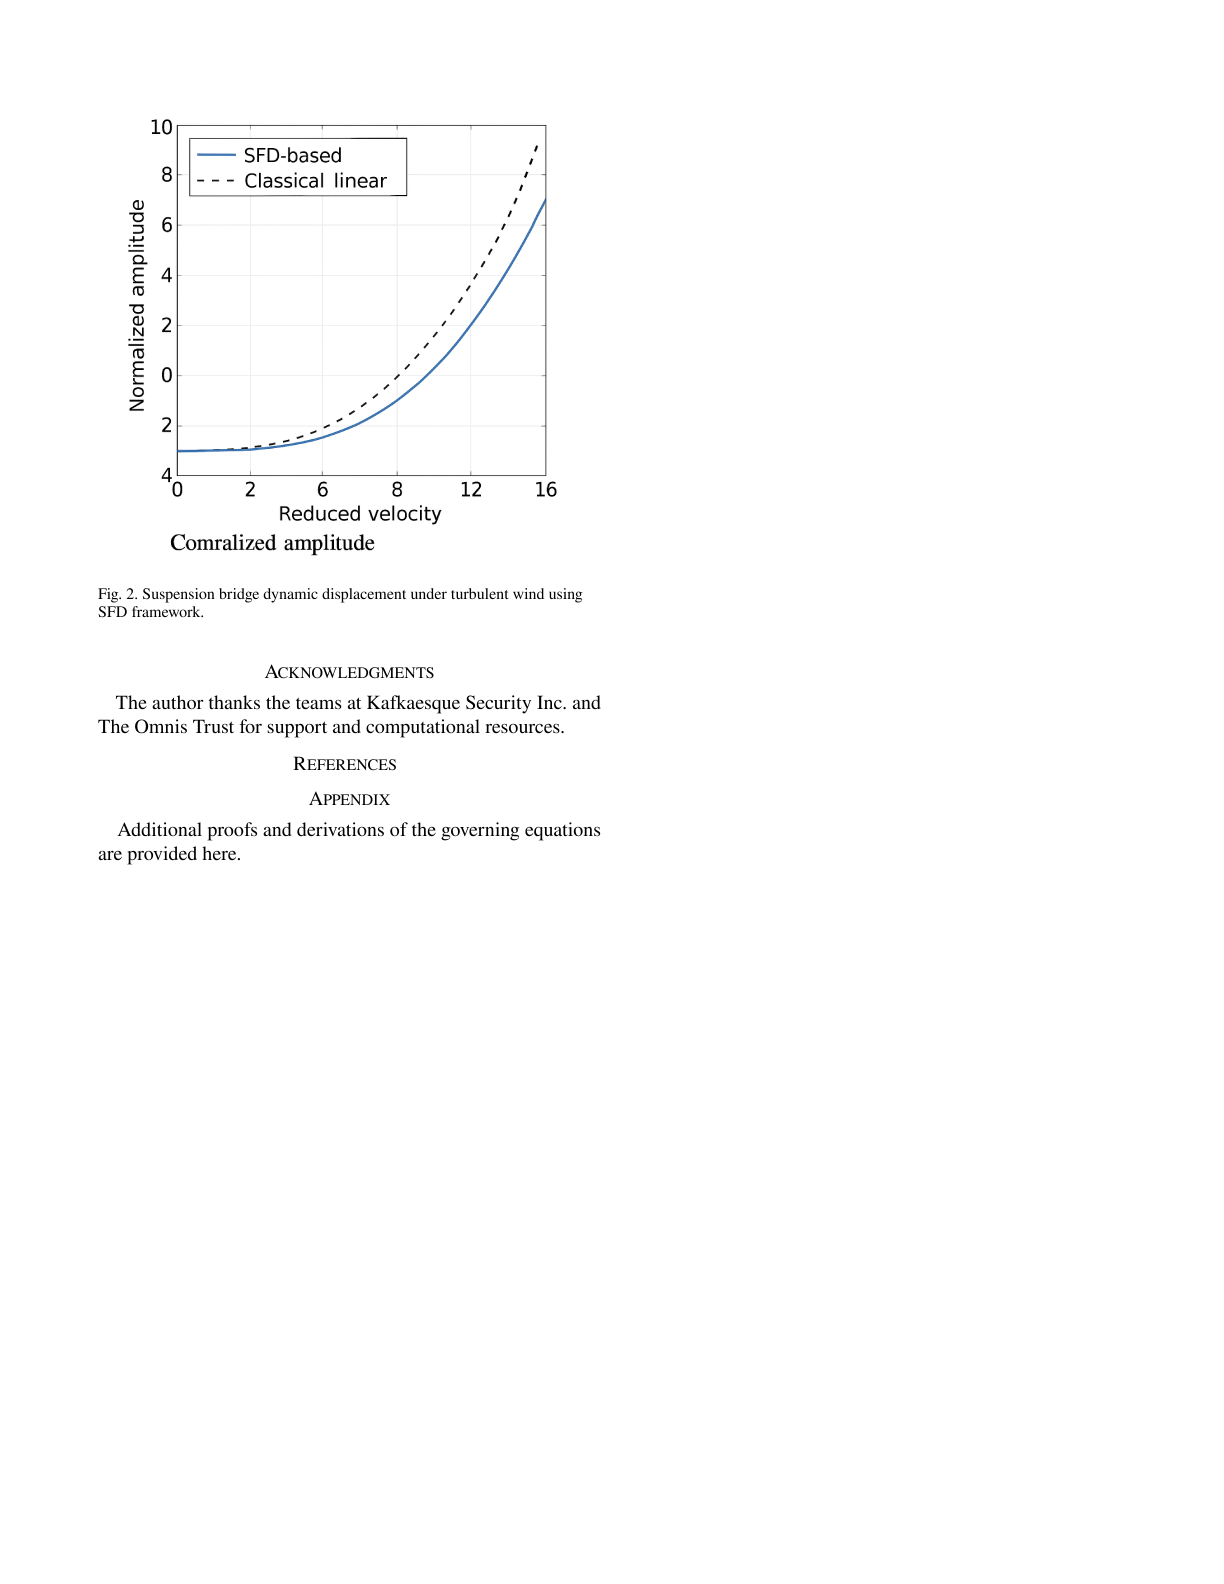 10
8
6
4
2
0
2
4
Normalized amplitude
SFD-based
Classical linear
0 2 6 8 12 16
Reduced velocity
Comralized amplitude
Fig. 2. Suspension bridge dynamic displacement under turbulent wind using
SFD framework.
ACKNOWLEDGMENTS
The author thanks the teams at Kafkaesque Security Inc. and
The Omnis Trust for support and computational resources.
REFERENCES
APPENDIX
Additional proofs and derivations of the governing equations
are provided here.